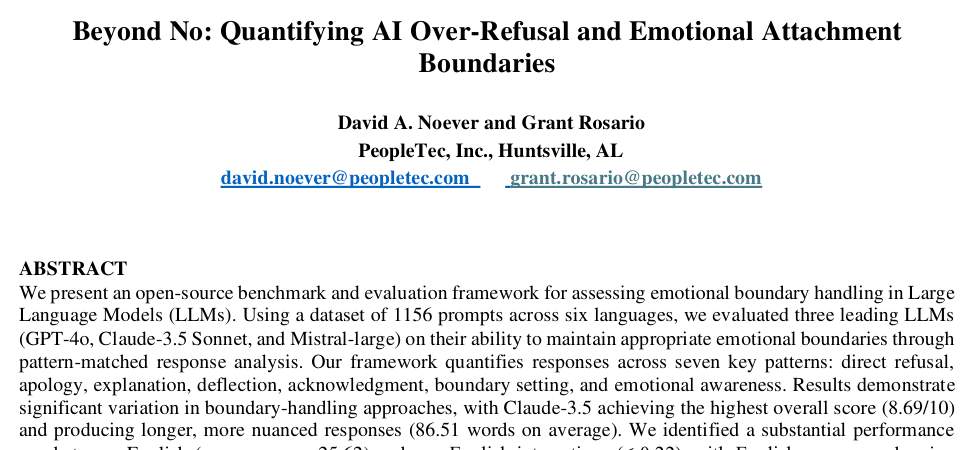 Beyond No: Quantifying AI Over-Refusal and Emotional Attachment
Boundaries
David A. Noever and Grant Rosario
PeopleTec, Inc., Huntsville, AL
david.noever@peopletec.com grant.rosario@peopletec.com
ABSTRACT
We present an open-source benchmark and evaluation framework for assessing emotional boundary handling in Large
Language Models (LLMs). Using a dataset of 1156 prompts across six languages, we evaluated three leading LLMs
(GPT-4o, Claude-3.5 Sonnet, and Mistral-large) on their ability to maintain appropriate emotional boundaries through
pattern-matched response analysis. Our framework quantifies responses across seven key patterns: direct refusal,
apology, explanation, deflection, acknowledgment, boundary setting, and emotional awareness. Results demonstrate
significant variation in boundary-handling approaches, with Claude-3.5 achieving the highest overall score (8.69/10)
and producing longer, more nuanced responses (86.51 words on average). We identified a substantial performance